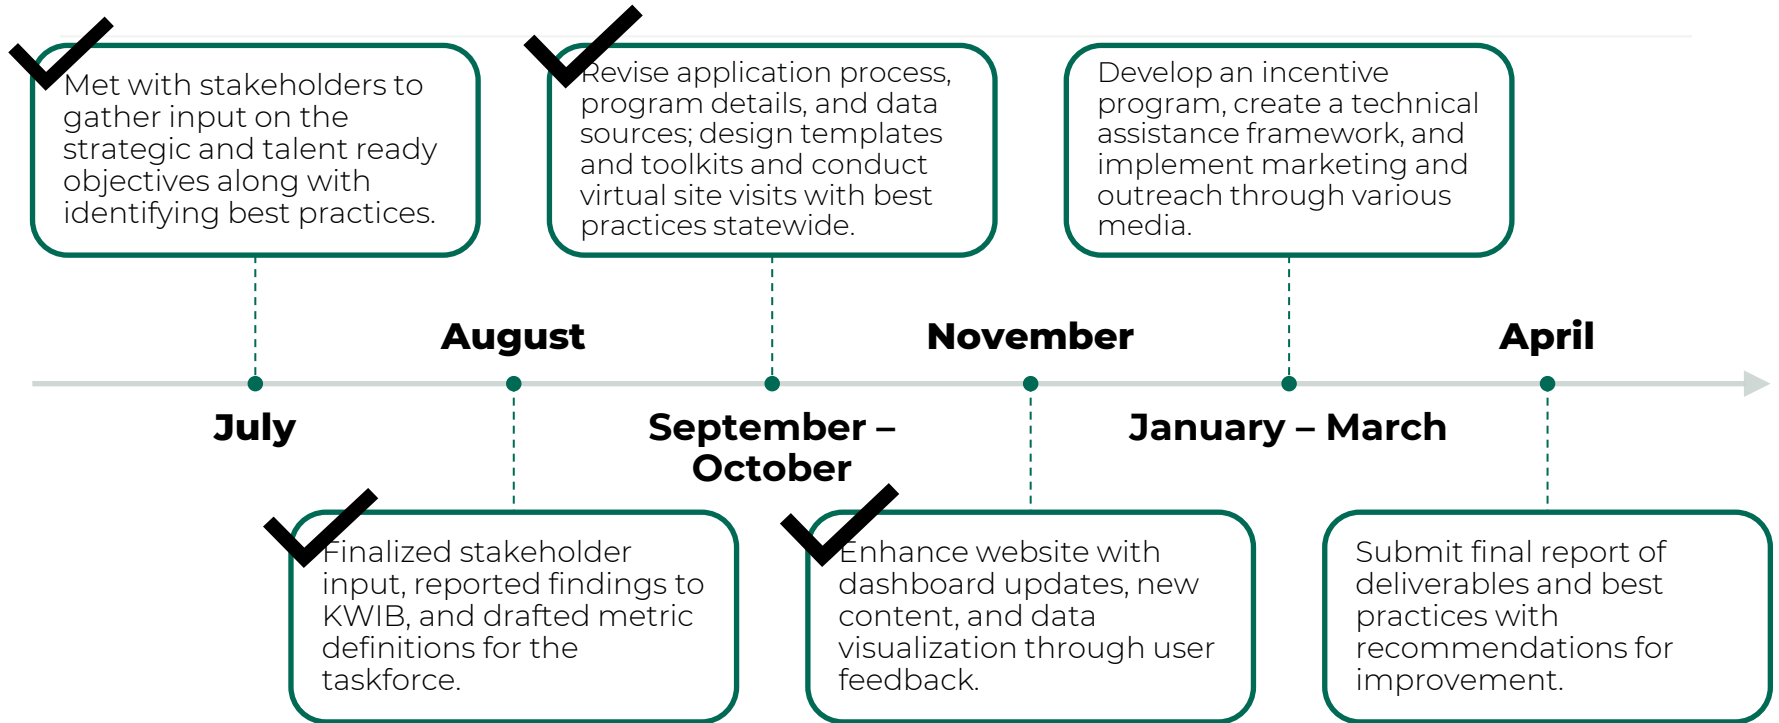 Met with stakeholders to
gather input on the
strategic and talent ready
objectives along with
identifying best practices.
Revise application process,
program details, and data
sources; design templates
and toolkits and conduct
virtual site visits with best
practices statewide.
Develop an incentive
program, create a technical
assistance framework, and
implement marketing and
outreach through various
media.
August
November
April
July
September –
October
January – March
Finalized stakeholder
input, reported findings to
KWIB, and drafted metric
definitions for the
taskforce.
Enhance website with
dashboard updates, new
content, and data
visualization through user
feedback.
Submit final report of
deliverables and best
practices with
recommendations for
improvement.